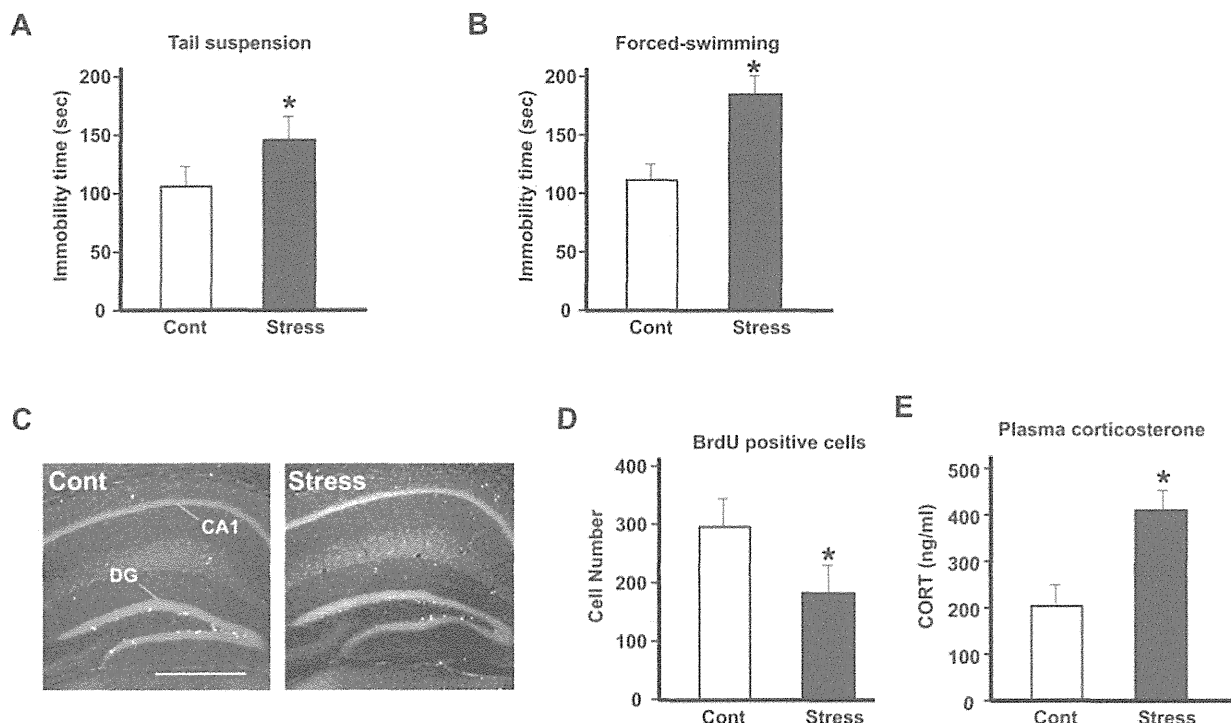 A
Tail suspension
Immobility time (sec)
200
150
100
50
0
*
Cont
Stress
B
Forced-swimming
Immobility time (sec)
200
150
100
50
0
*
Cont
Stress
C
Cont
CA1
DG
Stress
D
BrdU positive cells
Cell Number
400
300
200
100
0
*
Cont
Stress
E
Plasma corticosterone
CORT (ng/ml)
500
400
300
200
100
0
*
Cont
Stress